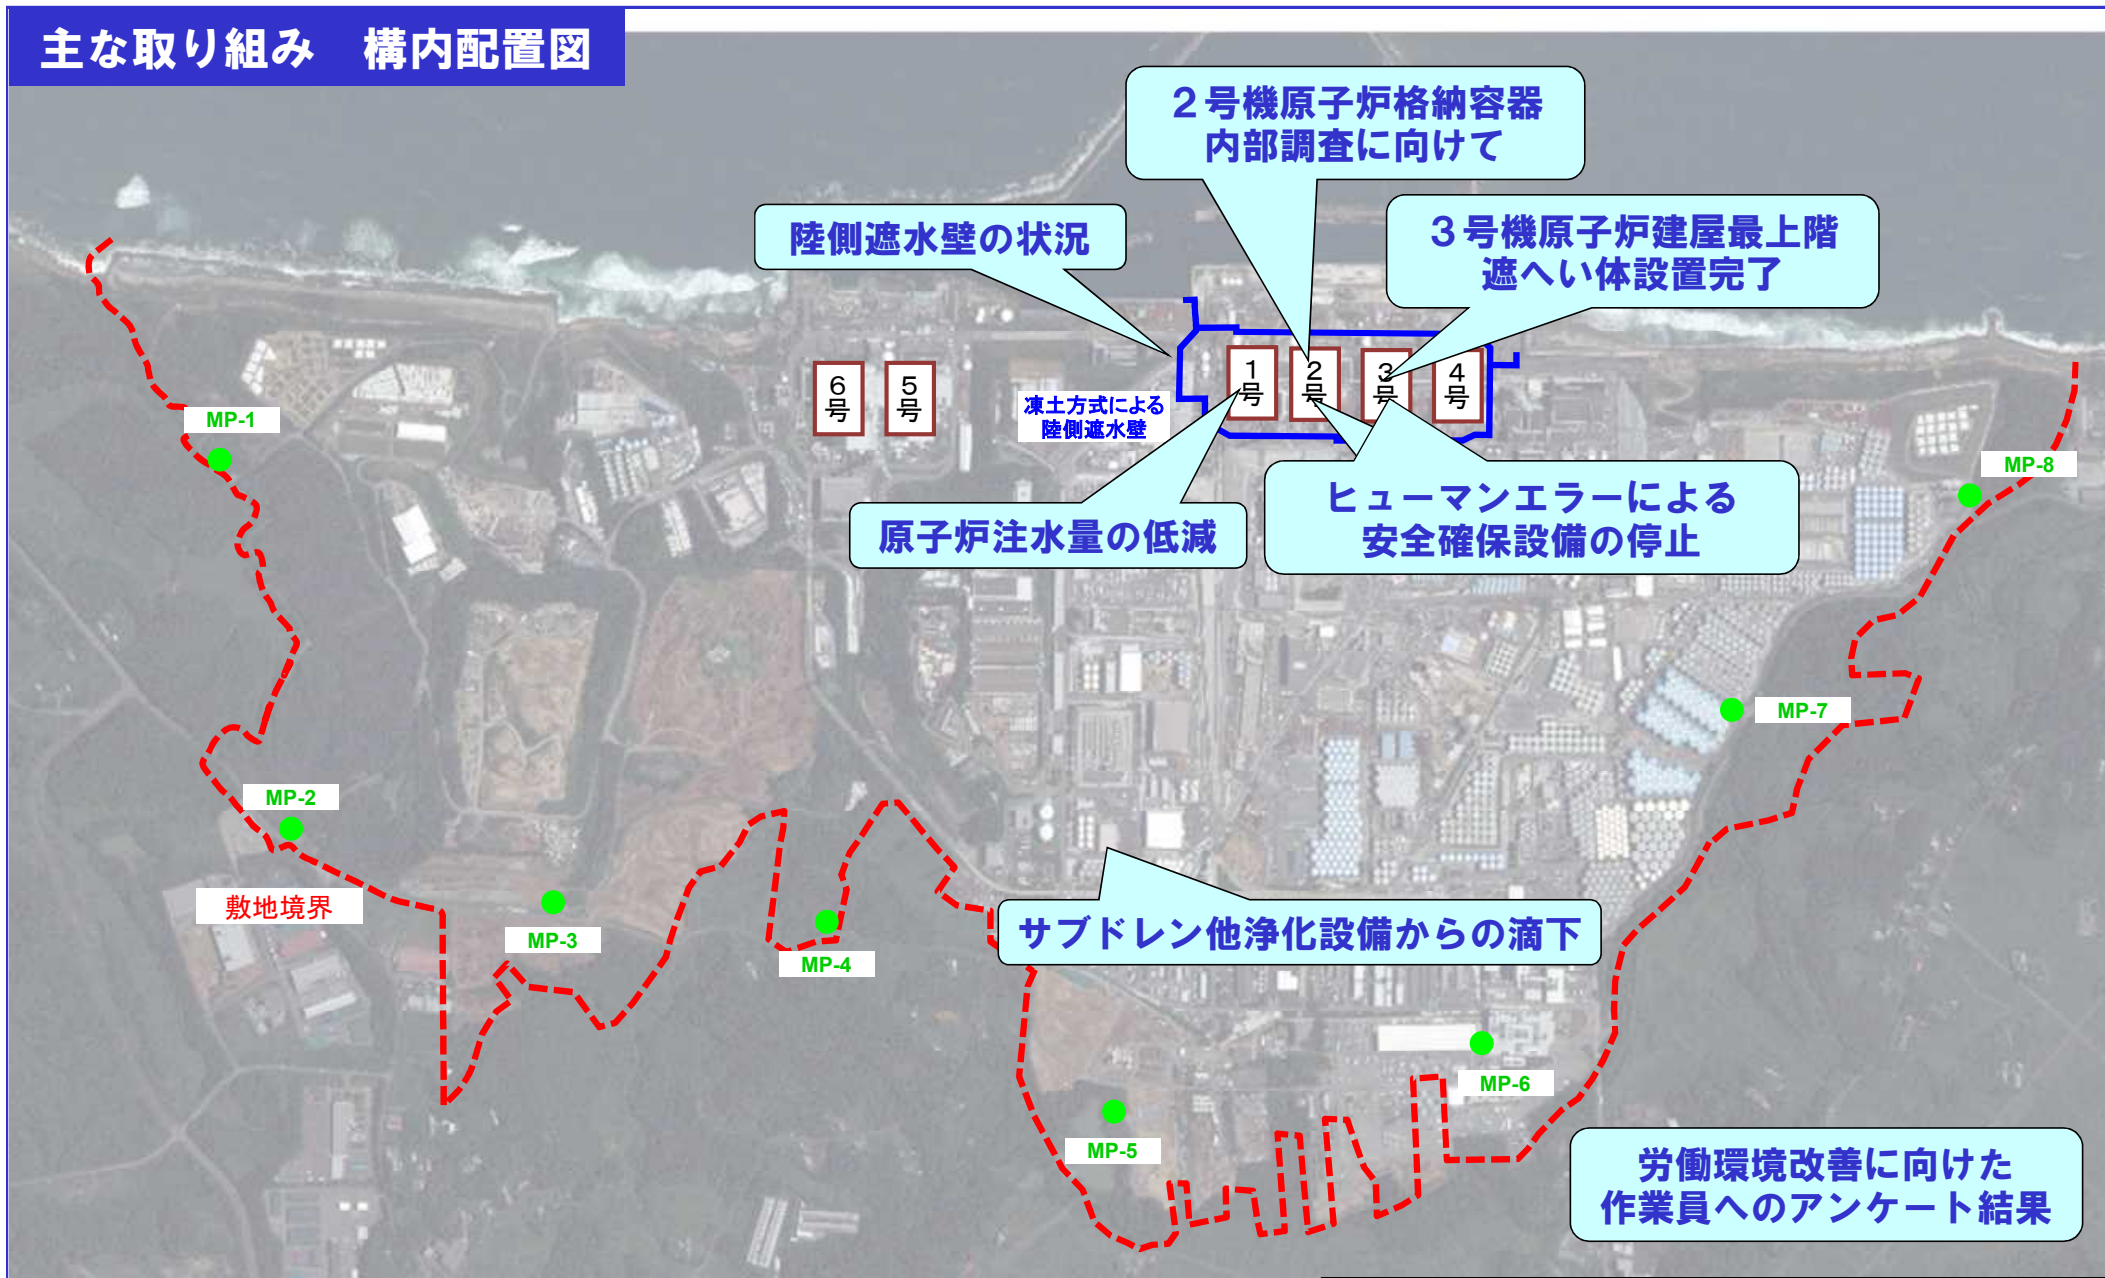 主な取り組み　構内配置図
２号機原子炉格納容器
内部調査に向けて
陸側遮水壁の状況
３号機原子炉建屋最上階
遮へい体設置完了
6号
5号
1号
2号
3号
4号
凍土方式による
陸側遮水壁
MP-1
MP-8
原子炉注水量の低減
ヒューマンエラーによる
安全確保設備の停止
MP-7
MP-2
敷地境界
MP-3
サブドレン他浄化設備からの滴下
MP-4
MP-6
MP-5
労働環境改善に向けた
作業員へのアンケート結果